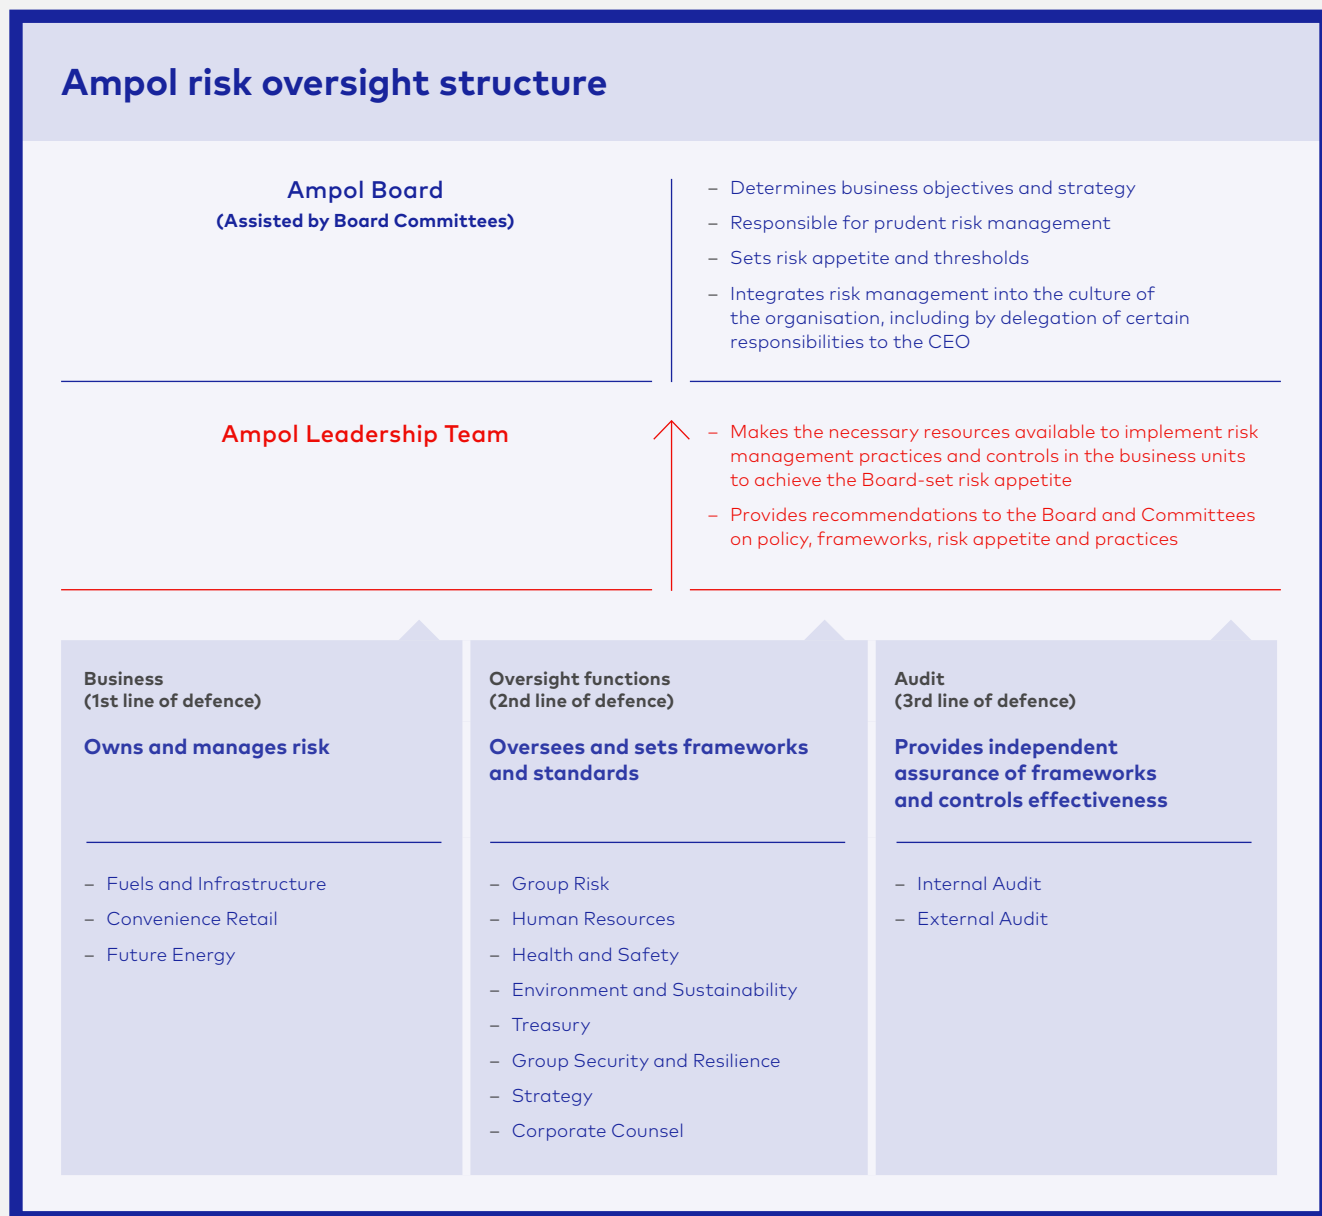 Ampol risk oversight structure
Ampol Board
(Assisted by Board Committees)
– Determines business objectives and strategy
– Responsible for prudent risk management
– Sets risk appetite and thresholds
– Integrates risk management into the culture of
the organisation, including by delegation of certain
responsibilities to the CEO
Ampol Leadership Team
– Makes the necessary resources available to implement risk
management practices and controls in the business units
to achieve the Board-set risk appetite
– Provides recommendations to the Board and Committees
on policy, frameworks, risk appetite and practices
Business
(1st line of defence)
Owns and manages risk
– Fuels and Infrastructure
– Convenience Retail
– Future Energy
Oversight functions
(2nd line of defence)
Oversees and sets frameworks
and standards
– Group Risk
– Human Resources
– Health and Safety
– Environment and Sustainability
– Treasury
– Group Security and Resilience
– Strategy
– Corporate Counsel
Audit
(3rd line of defence)
Provides independent
assurance of frameworks
and controls effectiveness
– Internal Audit
– External Audit